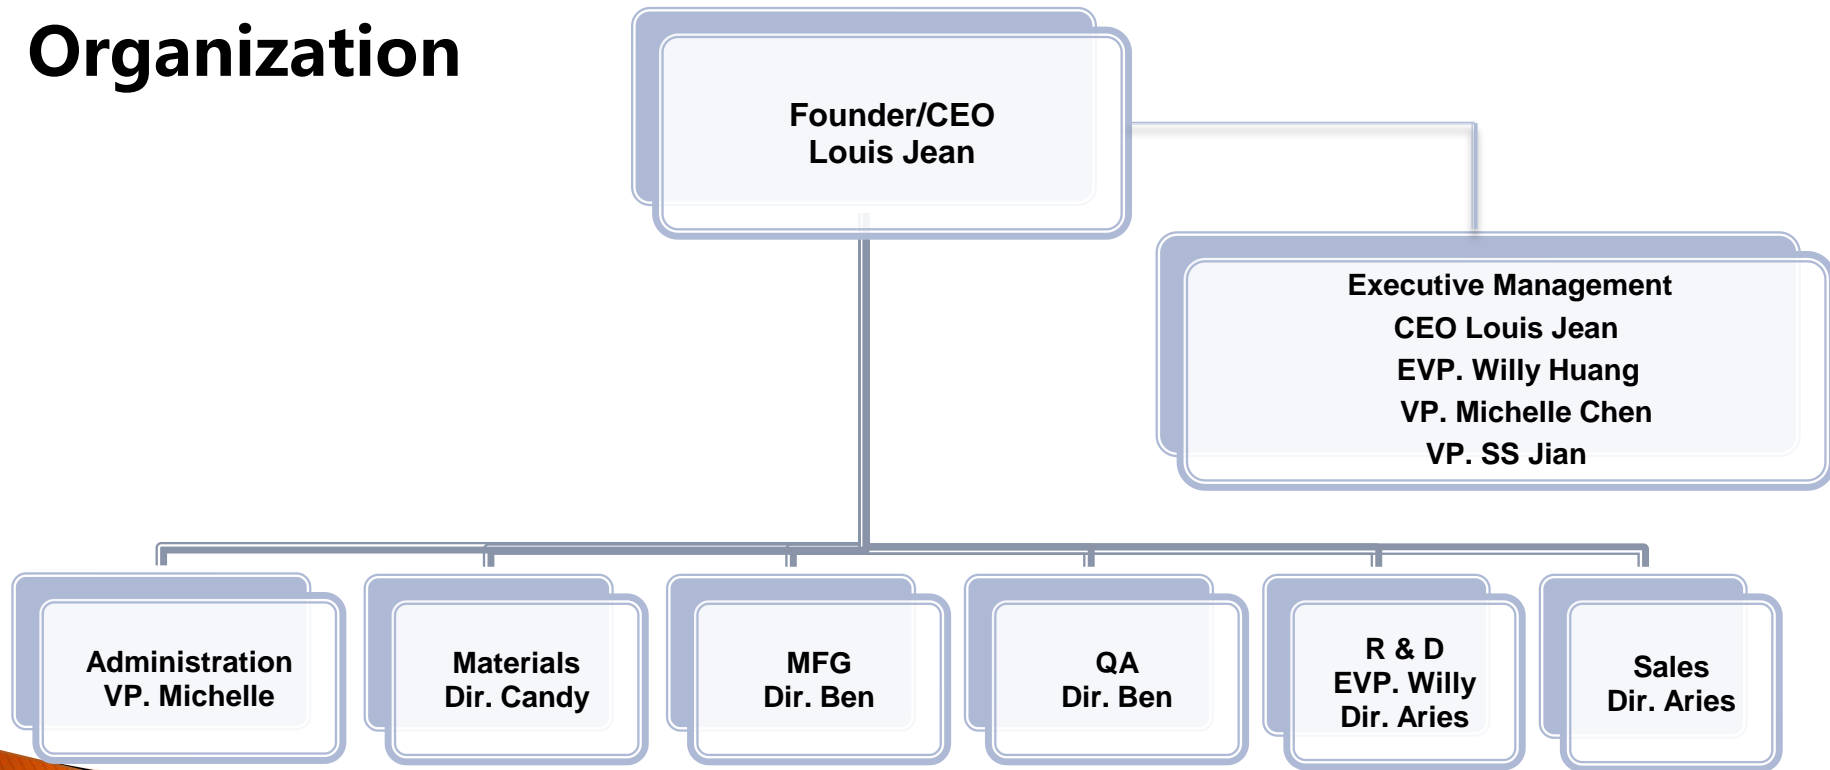 Organization
Founder/CEO
Louis Jean
Executive Management
CEO Louis Jean
EVP. Willy Huang
VP. Michelle Chen
VP. SS Jian
Administration
VP. Michelle
Materials
Dir. Candy
MFG
Dir. Ben
QA
Dir. Ben
R & D
EVP. Willy
Dir. Aries
Sales
Dir. Aries